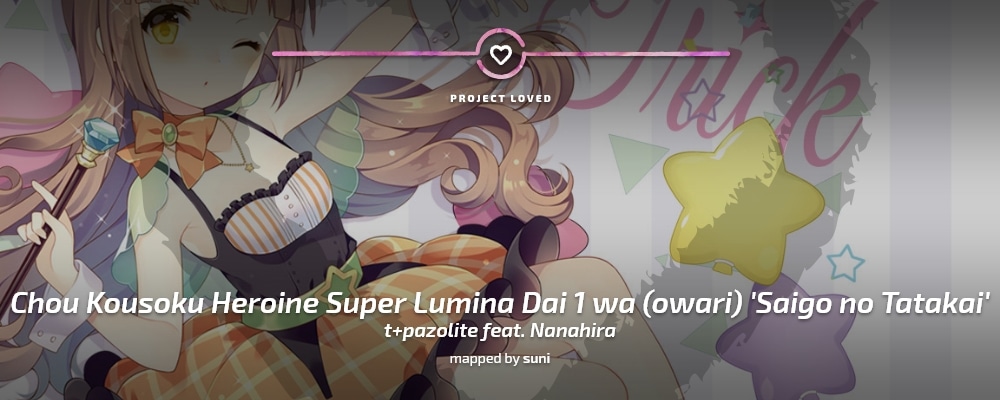 Trick
PROJECT LOVED
Chou Kousoku Heroine Super Lumina Dai 1 wa (owari) 'Saigo no Tatakai'
t+pazolite feat. Nanahira
mapped by suni